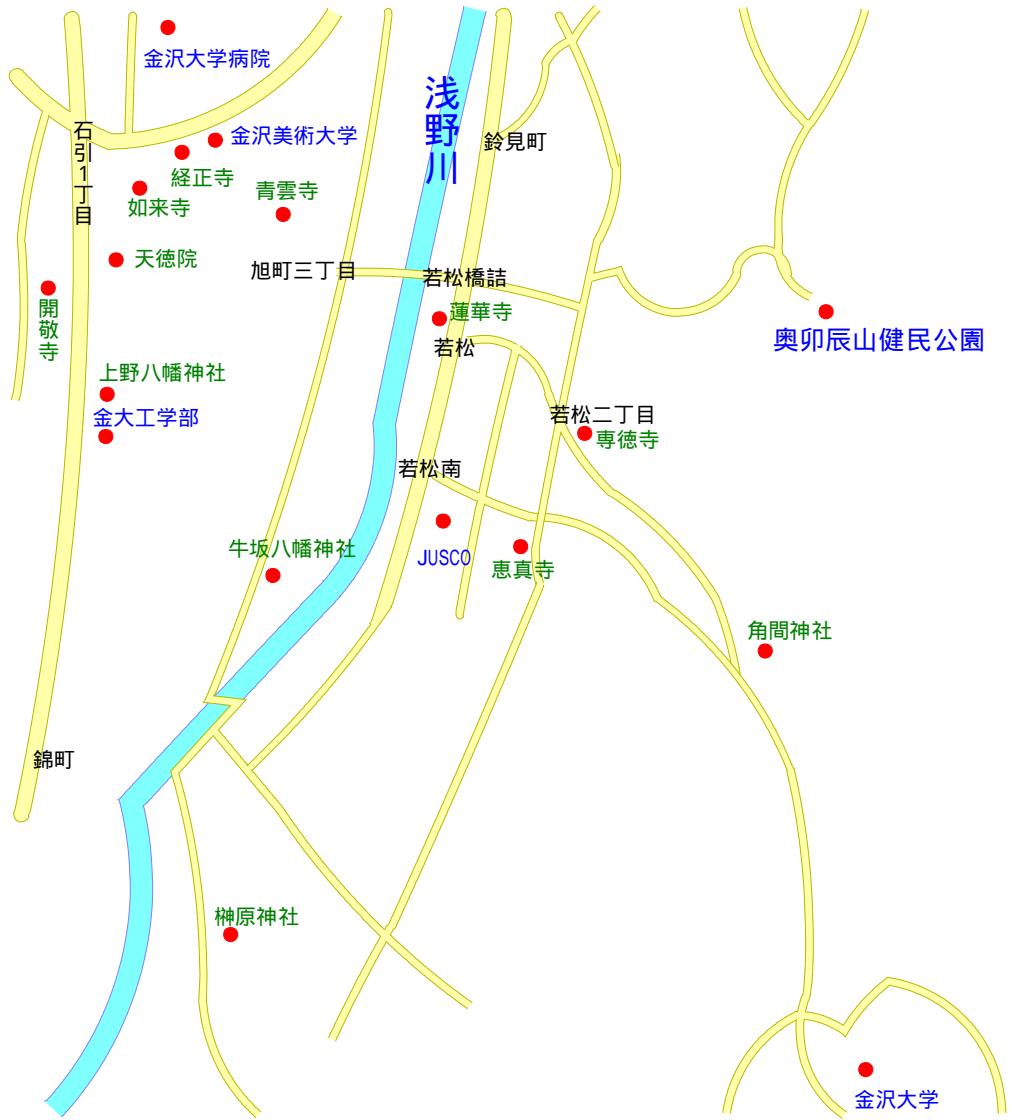 金沢大学病院
浅野川
石引1丁目
金沢美術大学
鈴見町
経正寺
青雲寺
如来寺
天徳院
旭町三丁目
若松橋詰
開敬寺
蓮華寺
奥卯辰山健民公園
若松
上野八幡神社
金大工学部
若松二丁目
専徳寺
若松南
牛坂八幡神社
JUSCO
恵真寺
角間神社
錦町
榊原神社
金沢大学